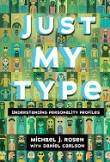 JUST
MY
TYPE
UNDERSTANDING PERSONALITY PROFILES
MICHAEL J. ROSEN
WITH DANIEL CARLSON